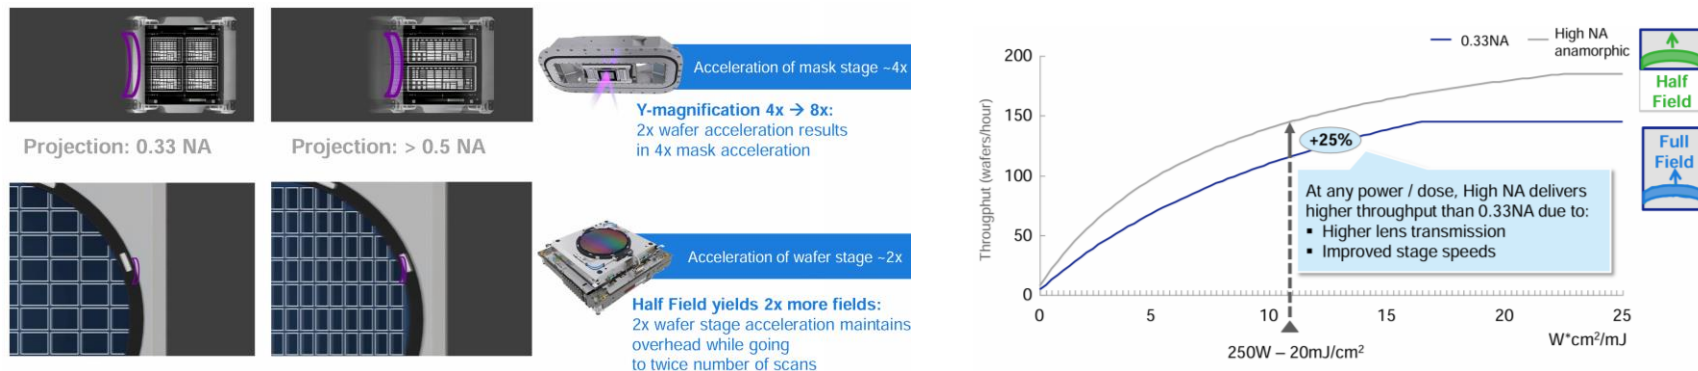 Projection: 0.33 NA
Projection: > 0.5 NA
Acceleration of mask stage ~4x
Y-magnification 4x → 8x:
2x wafer acceleration results
in 4x mask acceleration
Acceleration of wafer stage ~2x
Half Field yields 2x more fields:
2x wafer stage acceleration maintains
overhead while going
to twice number of scans
0.33NA
High NA
anamorphic
Througphut (wafers/hour)
200
150
100
50
0
+25%
At any power / dose, High NA delivers
higher throughput than 0.33NA due to:
▪ Higher lens transmission
▪ Improved stage speeds
0
5
10
15
20
25
W*cm²/mJ
250W – 20mJ/cm²
Half
Field
Full
Field